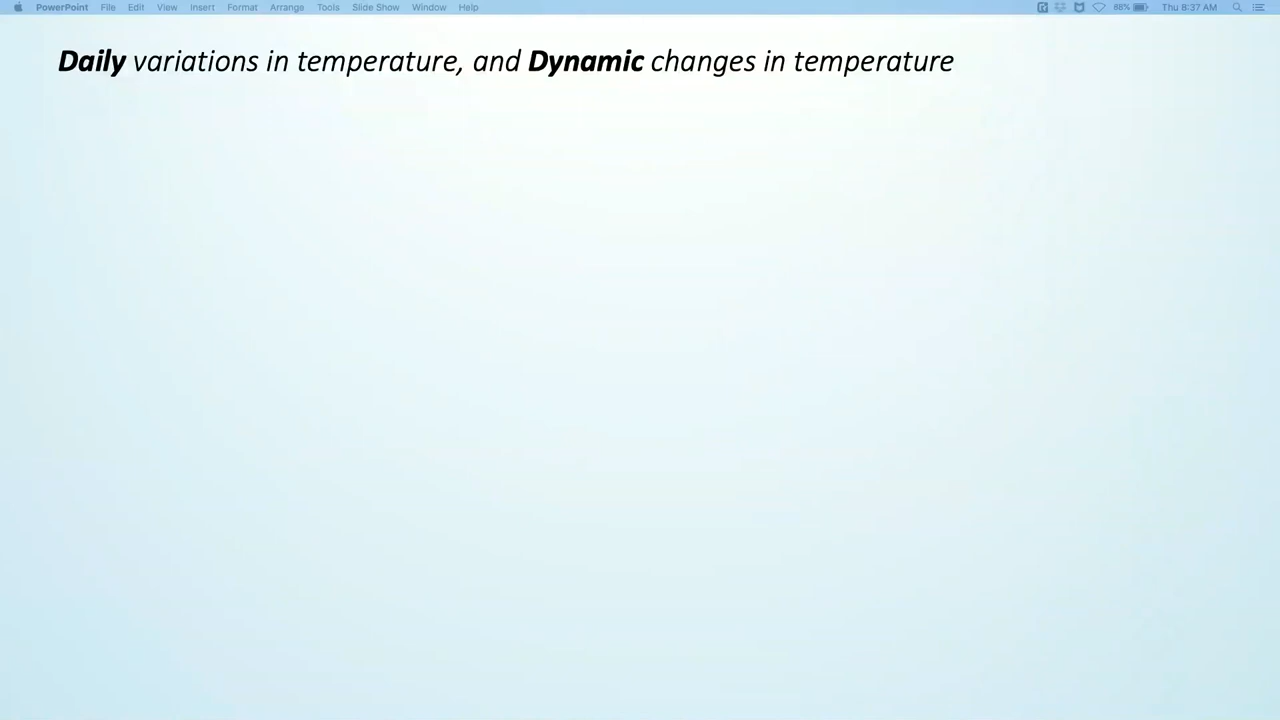 PowerPoint File Edit View Insert Format Arrange Tools Slide Show Window Help 88% Thu 8:37 AM
Daily variations in temperature, and Dynamic changes in temperature